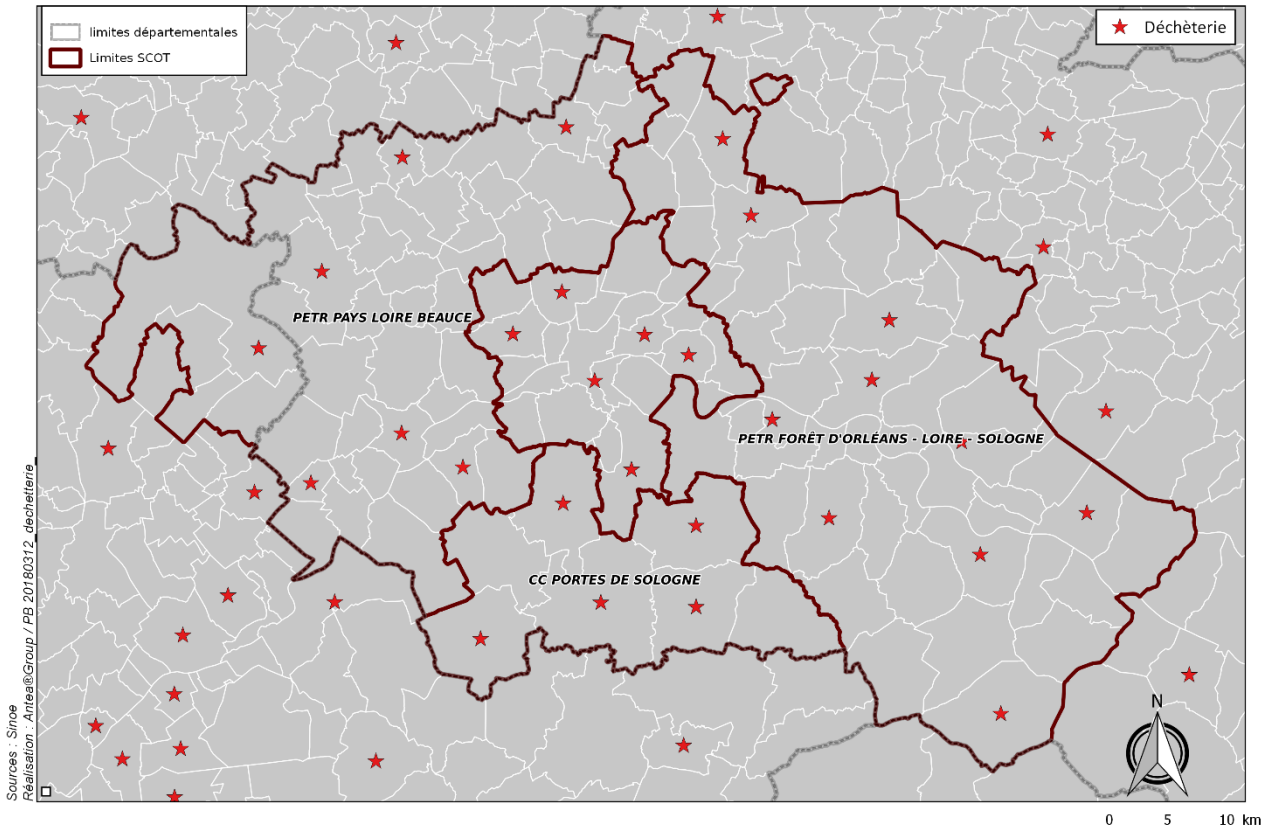 limites départementales
Limites SCOT
Déchèterie
PETR PAYS LOIRE BEAUCE
PETR FORÊT D'ORLÉANS - LOIRE - SOLOGNE
CC PORTES DE SOLOGNE
Sources : Sinoe
Réalisation : Antea®Group / PB 20180312_dechetterie
N
0 5 10 km